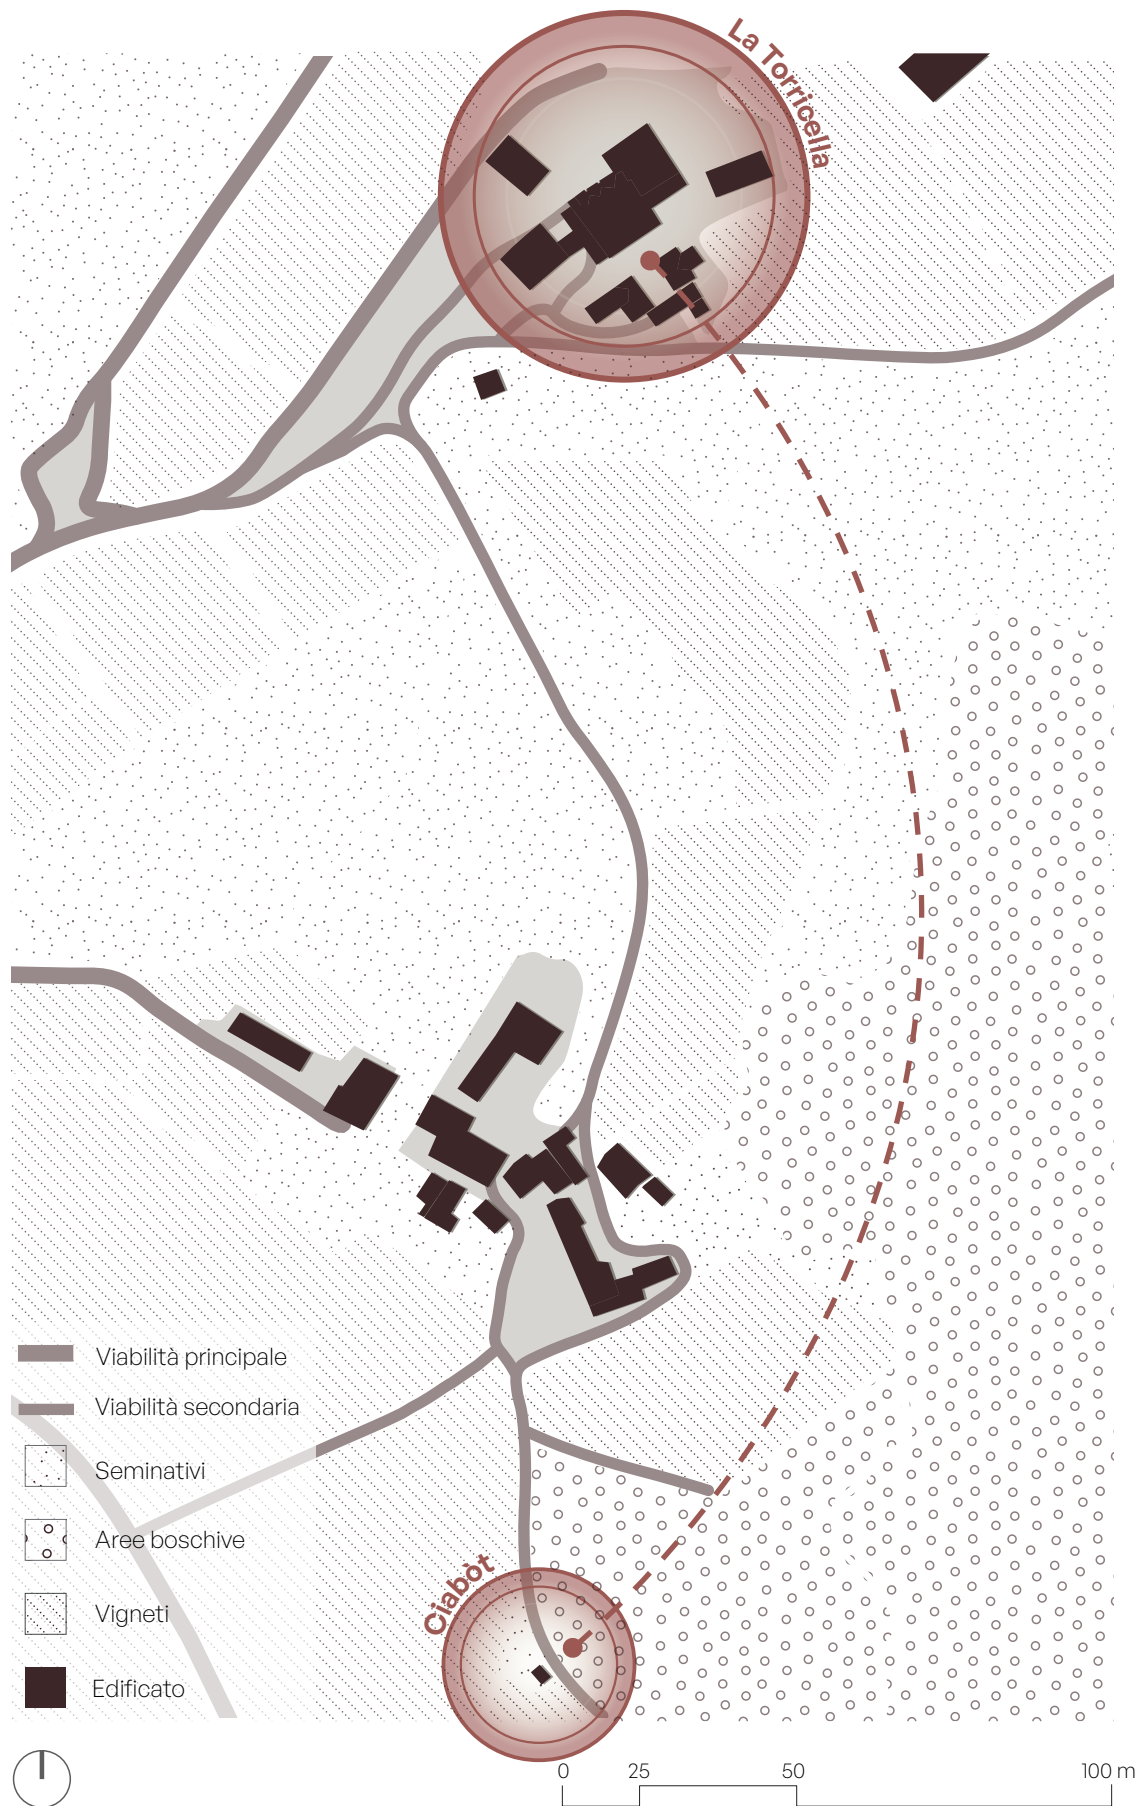 La Torricella
Viabilità principale
Viabilità secondaria
Seminativi
Aree boschive
Vigneti
Edificato
Ciabòt
0 25 50 100 m